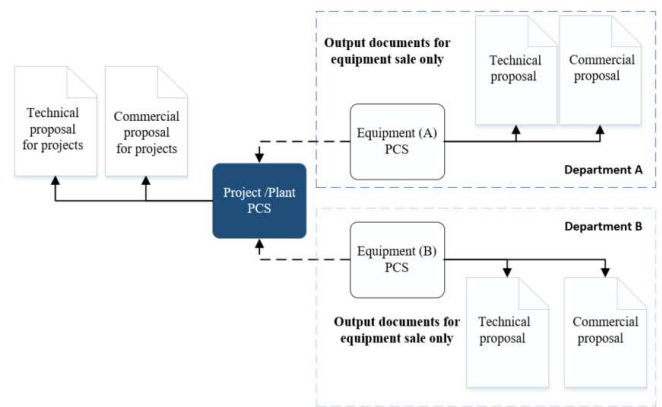 Technical
proposal
for projects
Commercial
proposal
for projects
Project /Plant
PCS
Output documents for
equipment sale only
Technical
proposal
Commercial
proposal
Equipment (A)
PCS
Department A
Department B
Equipment (B)
PCS
Output documents for
equipment sale only
Technical
proposal
Commercial
proposal